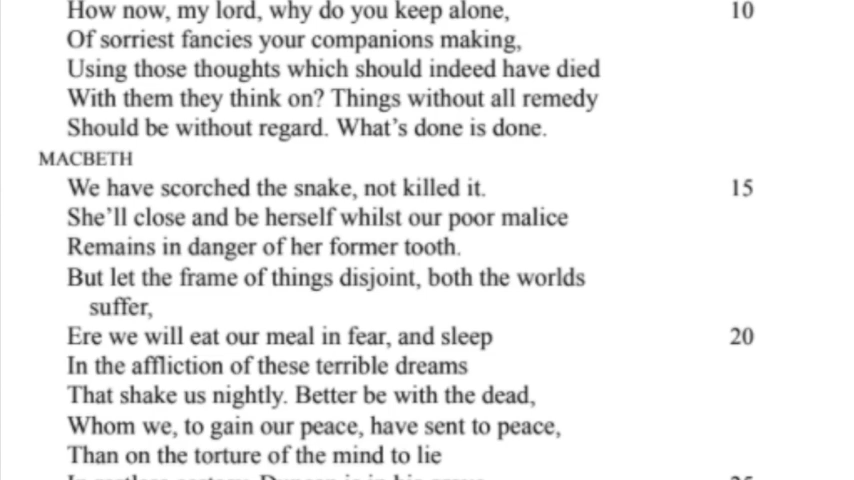 How now, my lord, why do you keep alone, 10
Of sorriest fancies your companions making,
Using those thoughts which should indeed have died
With them they think on? Things without all remedy
Should be without regard. What's done is done.
MACBETH
We have scorched the snake, not killed it. 15
She'll close and be herself whilst our poor malice
Remains in danger of her former tooth.
But let the frame of things disjoint, both the worlds
suffer,
Ere we will eat our meal in fear, and sleep 20
In the affliction of these terrible dreams
That shake us nightly. Better be with the dead,
Whom we, to gain our peace, have sent to peace,
Than on the torture of the mind to lie